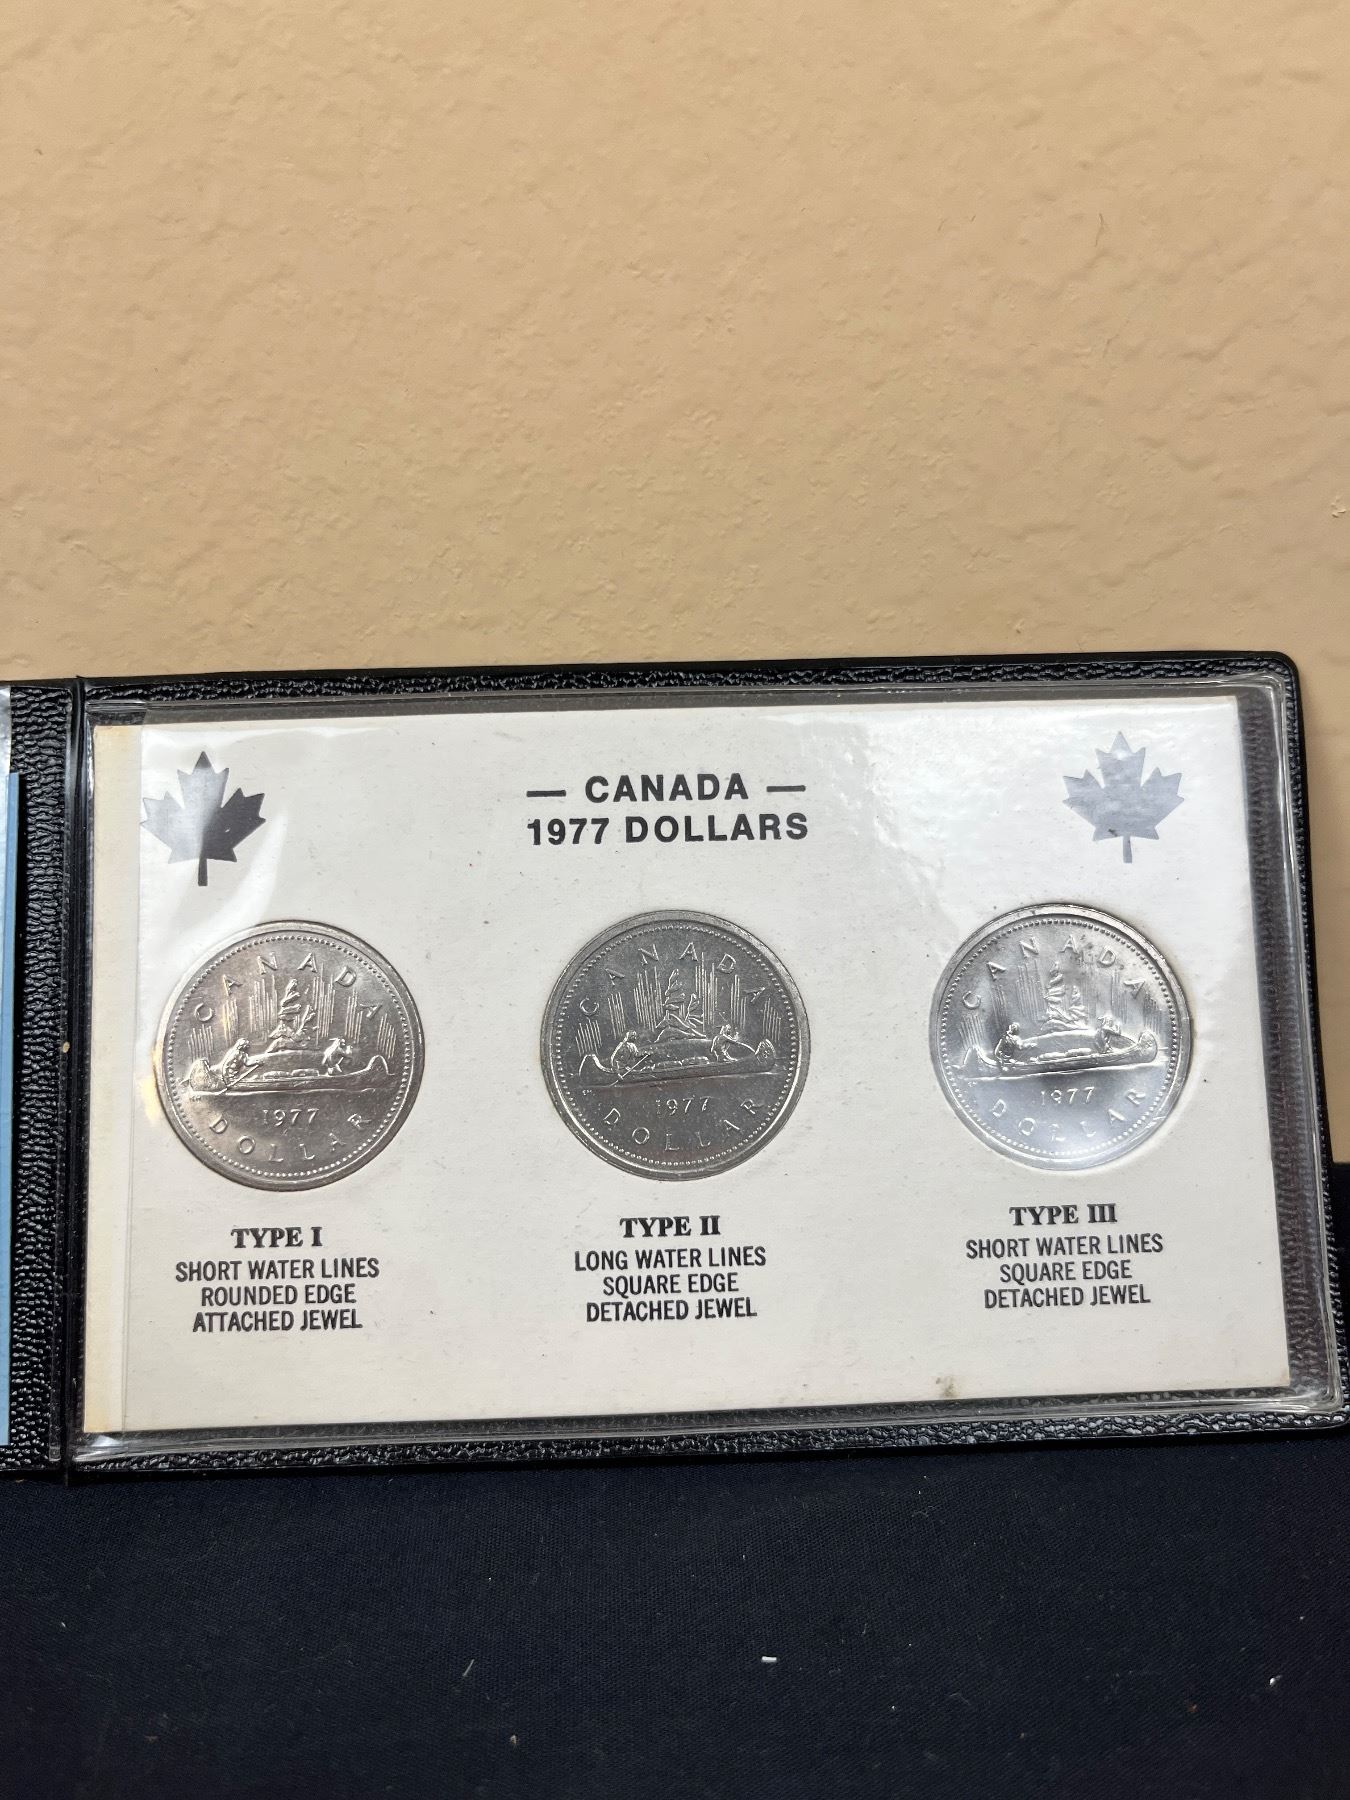 — CANADA —
1977 DOLLARS
CANADA
1977
DOLLAR
CANADA
1977
DOLLAR
CANADA
1977
DOLLAR
TYPE I
SHORT WATER LINES
ROUNDED EDGE
ATTACHED JEWEL
TYPE II
LONG WATER LINES
SQUARE EDGE
DETACHED JEWEL
TYPE III
SHORT WATER LINES
SQUARE EDGE
DETACHED JEWEL